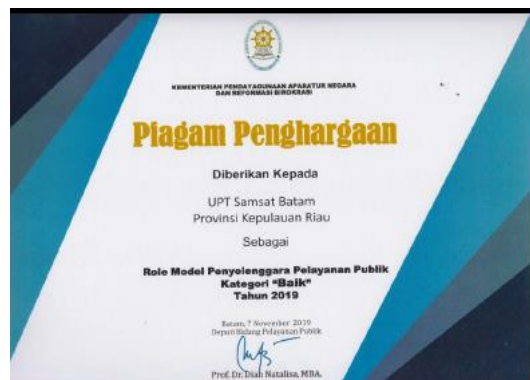 KEMENTERIAN PENDAYAGUNAAN APARATUR NEGARA
DAN REFORMASI BIROKRASI
Piagam Penghargaan
Diberikan Kepada
UPT Samsat Batam
Provinsi Kepulauan Riau
Sebagai
Role Model Penyelenggara Pelayanan Publik
Kategori "Baik"
Tahun 2019
Batam, 7 November 2019
Deputi Bidang Pelayanan Publik
Prof. Dr. Diah Natalisa, MBA.